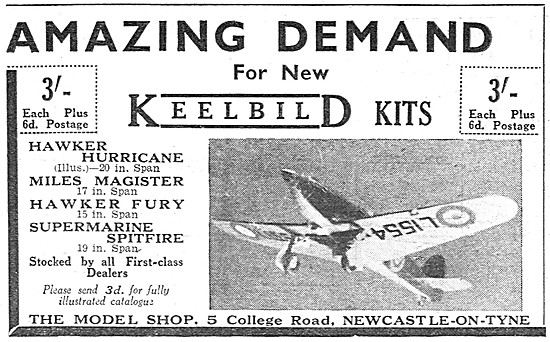 AMAZING DEMAND
For New
KEELBILD KITS
3/-
Each Plus
6d. Postage
3/-
Each Plus
6d. Postage
HAWKER
HURRICANE
(Illus.)—20 in. Span
MILES MAGISTER
17 in. Span
HAWKER FURY
15 in. Span
SUPERMARINE
SPITFIRE
19 in. Span
Stocked by all First-class
Dealers
Please send 3d. for fully
illustrated catalogue
L1554
THE MODEL SHOP. 5 College Road, NEWCASTLE-ON-TYNE